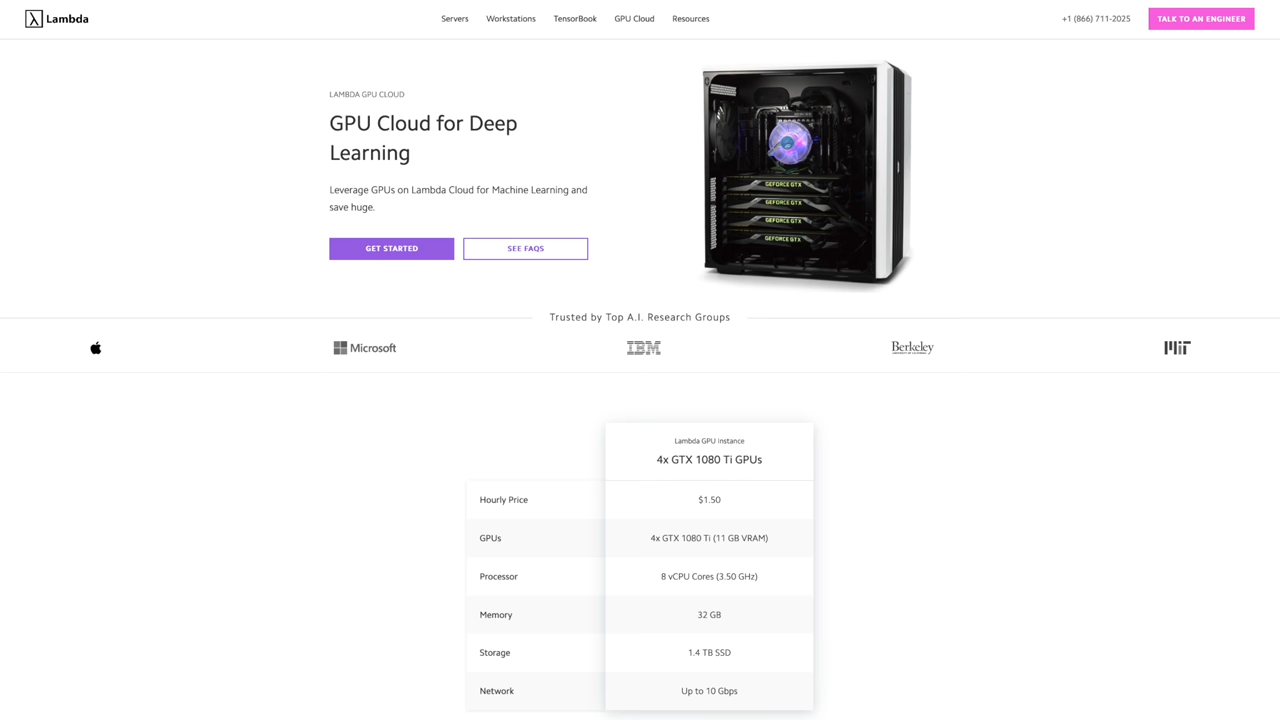 Lambda
Servers
Workstations
TensorBook
GPU Cloud
Resources
+1 (866) 711-2025
TALK TO AN ENGINEER
LAMBDA GPU CLOUD
GPU Cloud for Deep
Learning
Leverage GPUs on Lambda Cloud for Machine Learning and
save huge.
GET STARTED
SEE FAQS
GEFORCE GTX
GEFORCE GTX
GEFORCE GTX
GEFORCE GTX
Trusted by Top A.I. Research Groups
Microsoft
IBM
Berkeley
UNIVERSITY OF CALIFORNIA
MIT
Lambda GPU Instance
4x GTX 1080 Ti GPUs
Hourly Price
$1.50
GPUs
4x GTX 1080 Ti (11 GB VRAM)
Processor
8 vCPU Cores (3.50 GHz)
Memory
32 GB
Storage
1.4 TB SSD
Network
Up to 10 Gbps